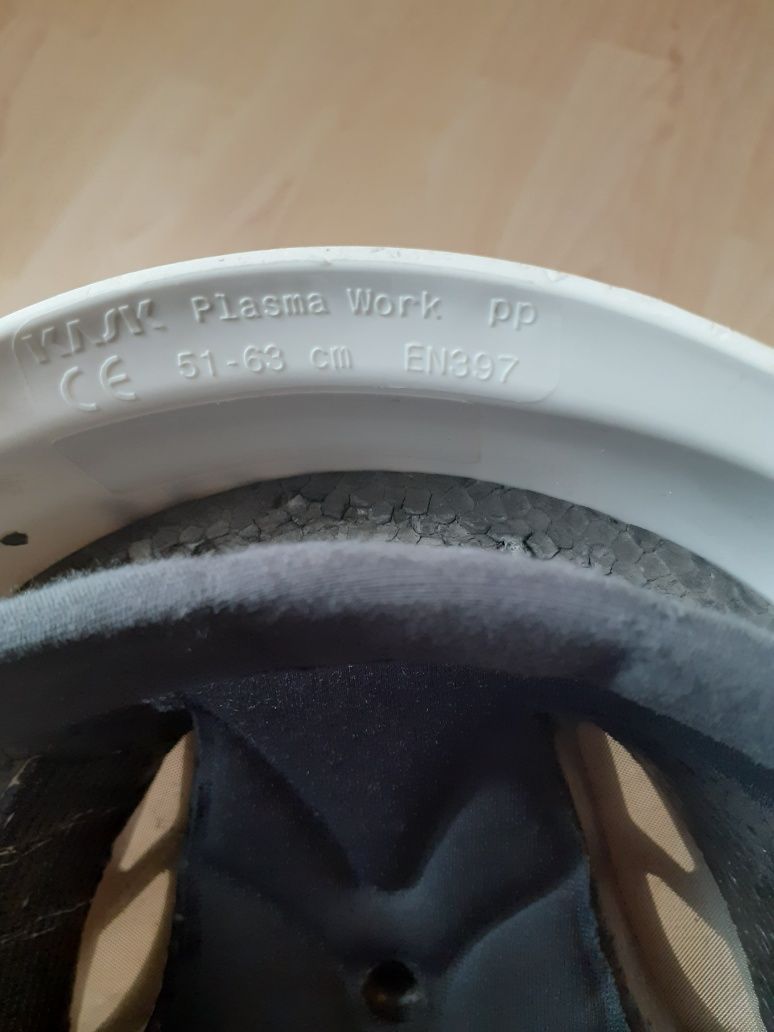 KASK Plasma Work PP
CE 51-63 cm EN397